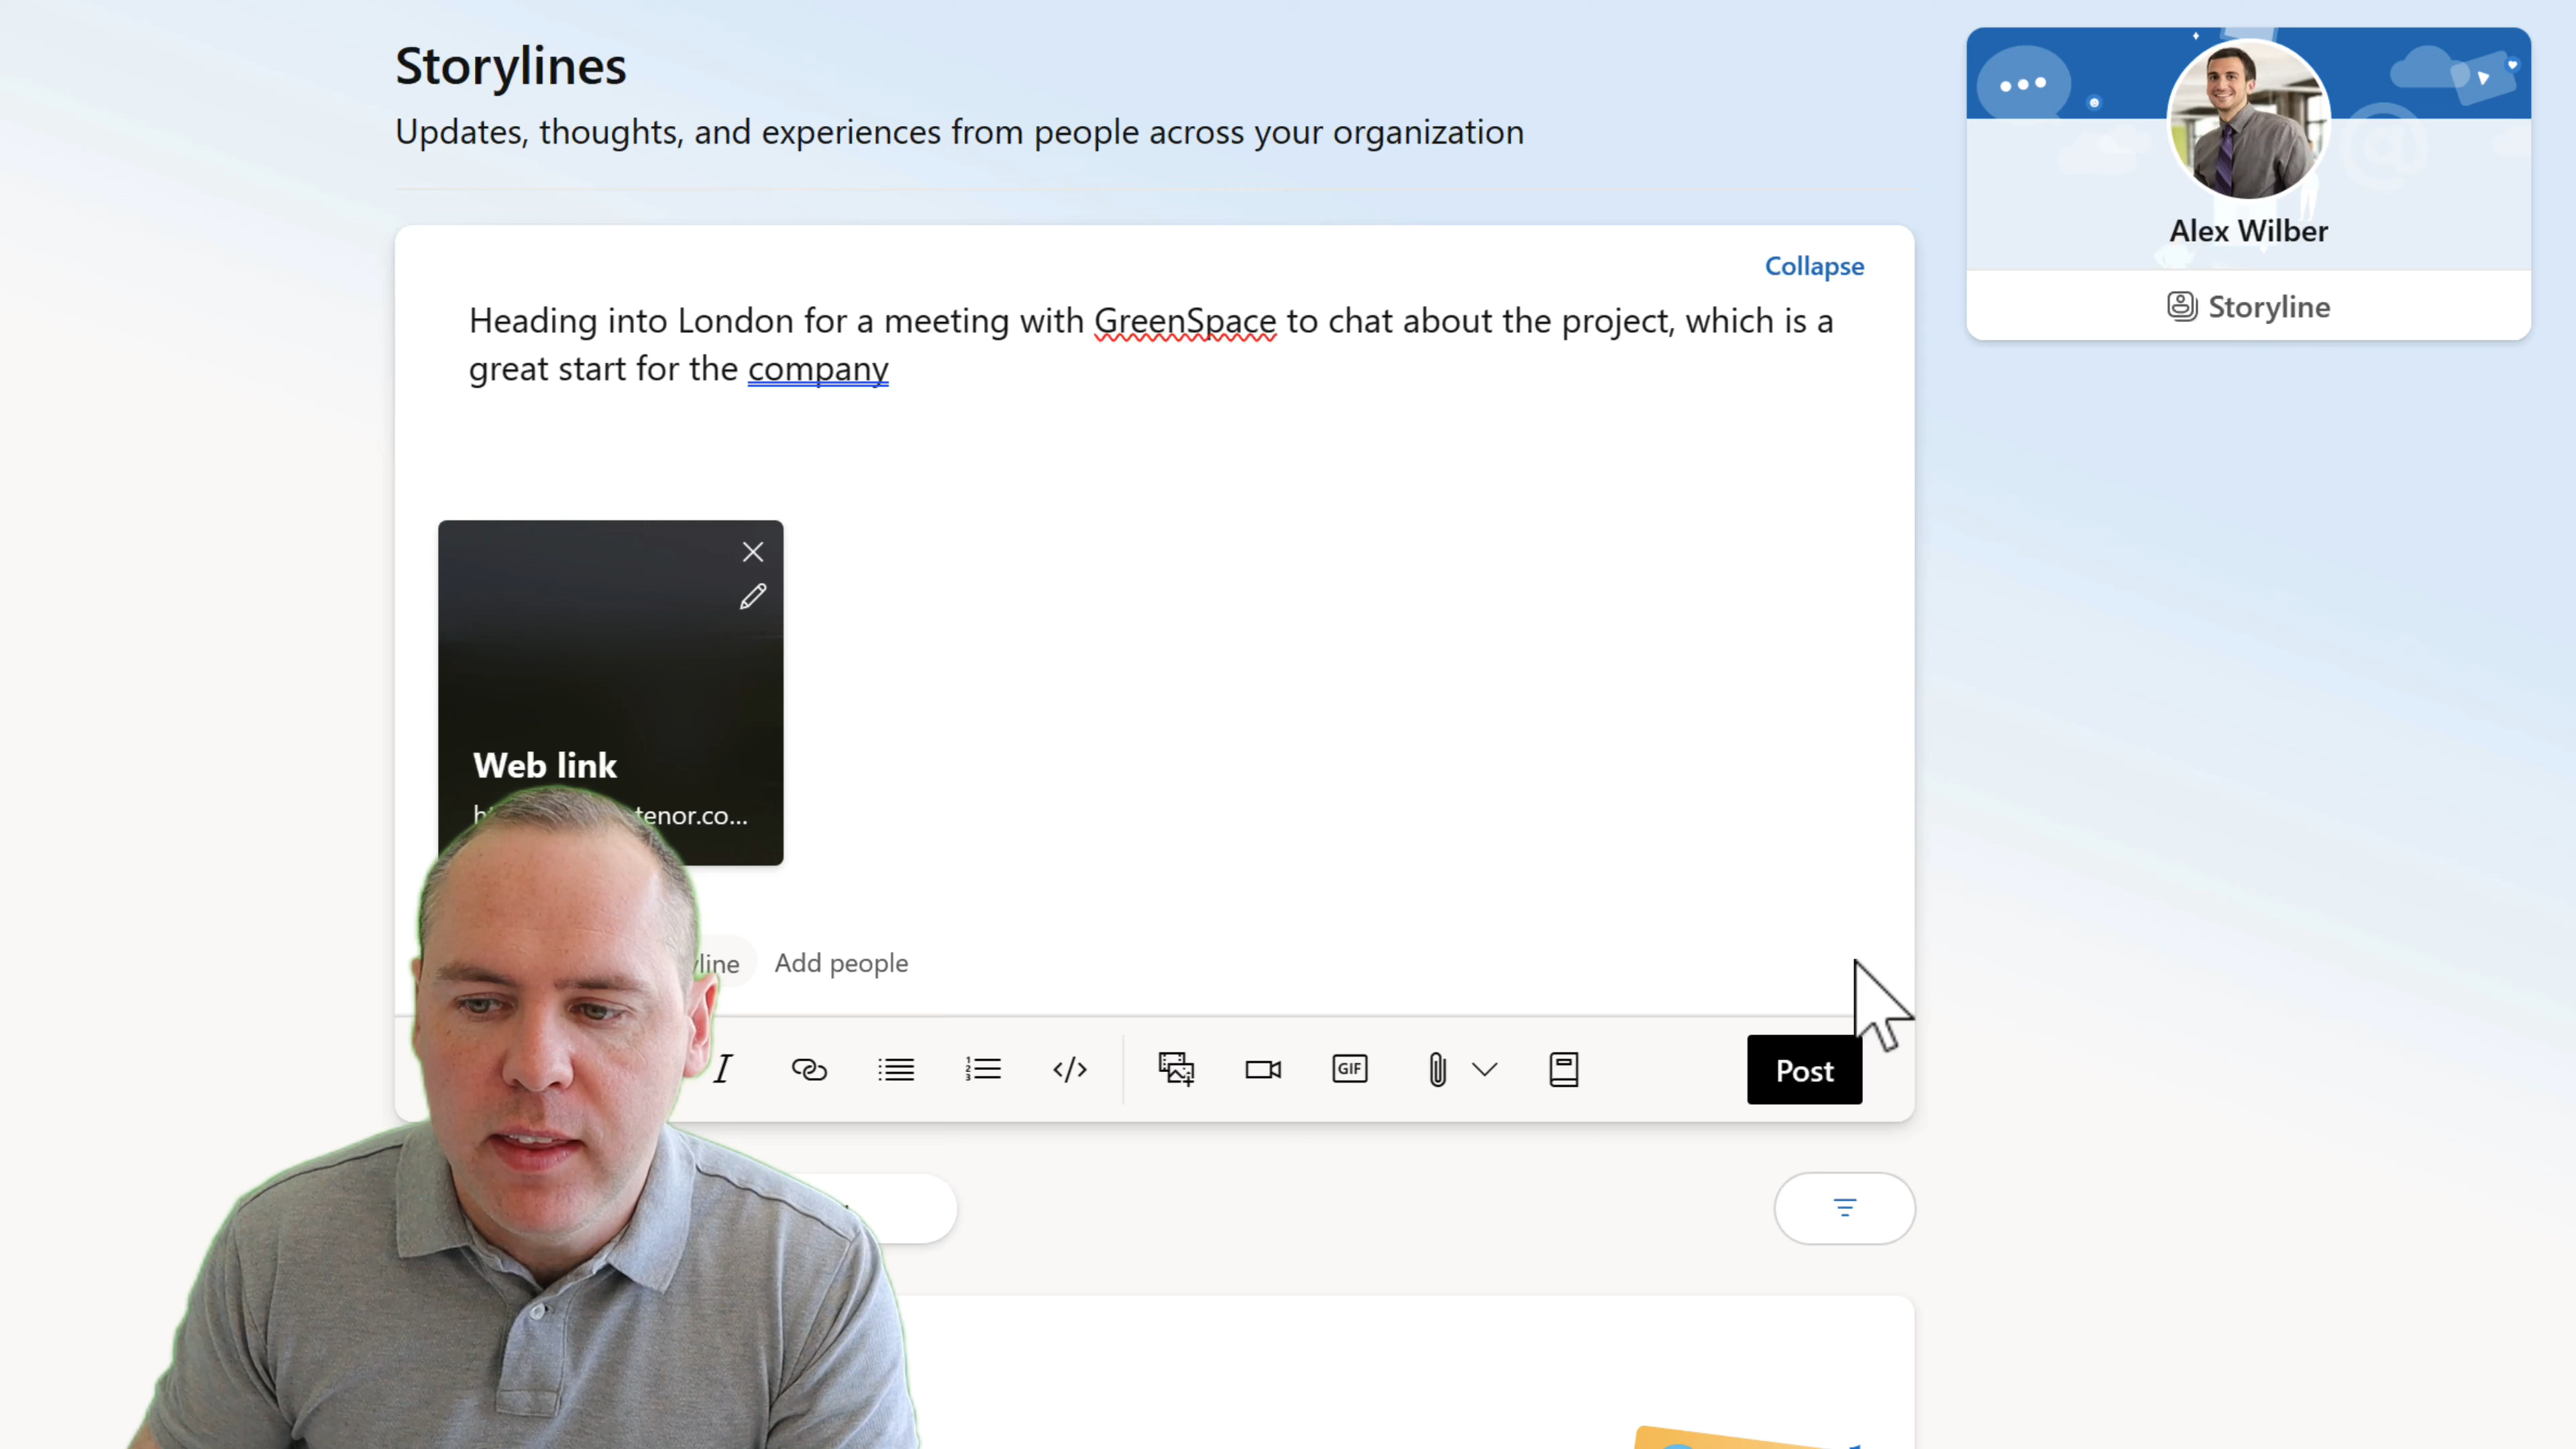 Storylines
Updates, thoughts, and experiences from people across your organization
Alex Wilber
Storyline
Collapse
Heading into London for a meeting with GreenSpace to chat about the project, which is a
great start for the company
Web link
tenor.co...
Add people
I
GIF
Post